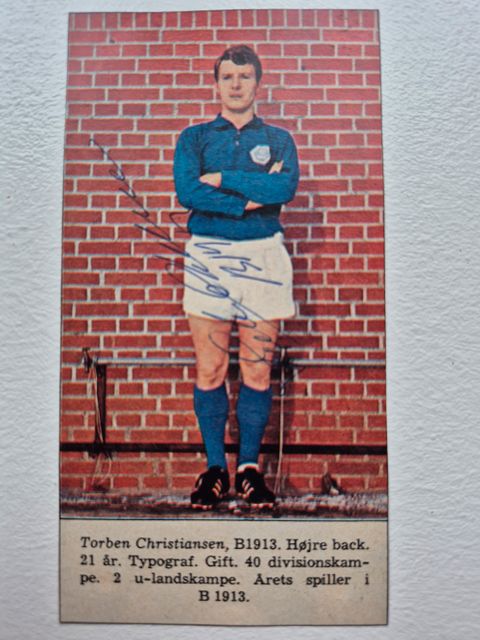 Torben Christiansen, B1913. Højre back.
21 år. Typograf. Gift. 40 divisionskam-
pe. 2 u-landskampe. Årets spiller i
B 1913.